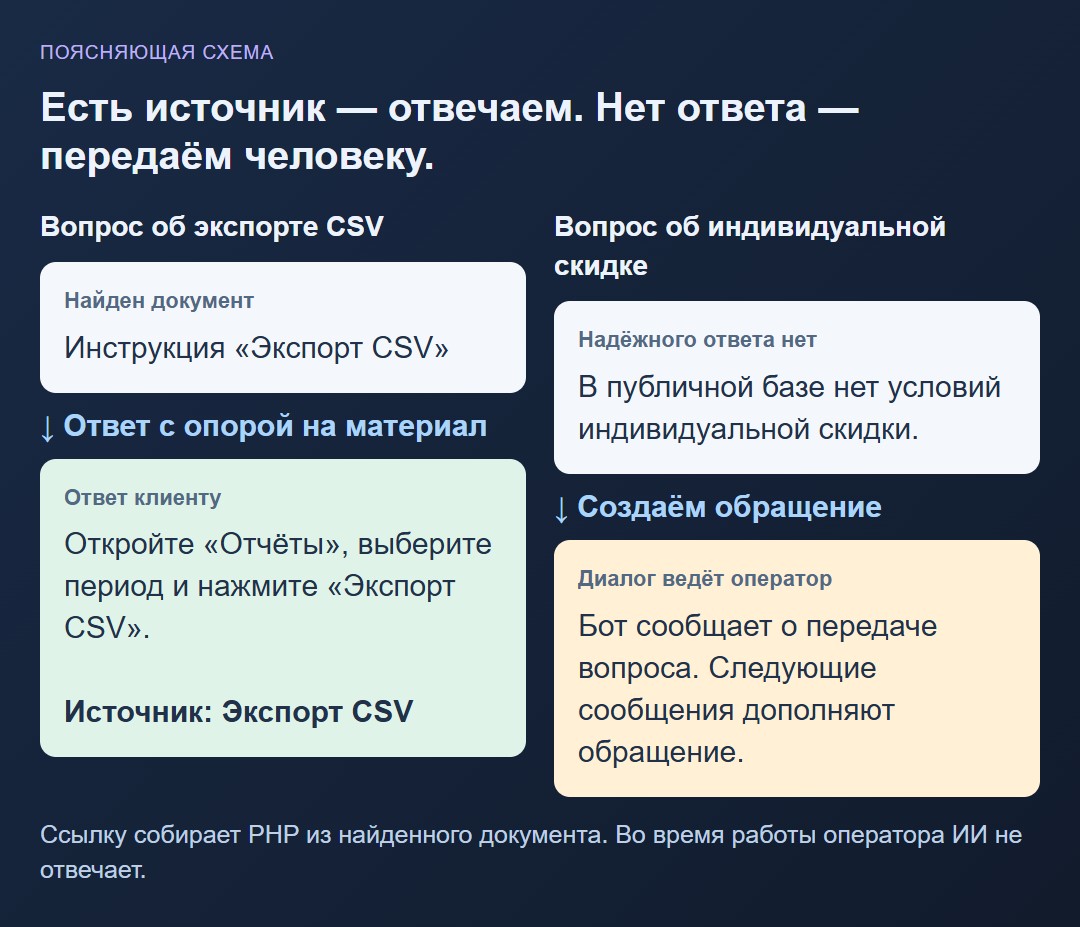 ПОЯСНЯЮЩАЯ СХЕМА
Есть источник — отвечаем. Нет ответа —
передаём человеку.
Вопрос об экспорте CSV
Найден документ
Инструкция «Экспорт CSV»
↓ Ответ с опорой на материал
Ответ клиенту
Откройте «Отчёты», выберите
период и нажмите «Экспорт
CSV».
Источник: Экспорт CSV
Вопрос об индивидуальной
скидке
Надёжного ответа нет
В публичной базе нет условий
индивидуальной скидки.
↓ Создаём обращение
Диалог ведёт оператор
Бот сообщает о передаче
вопроса. Следующие
сообщения дополняют
обращение.
Ссылку собирает PHP из найденного документа. Во время работы оператора ИИ не
отвечает.